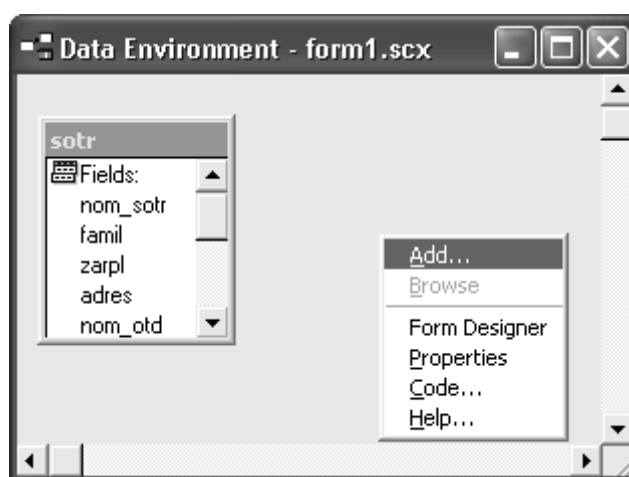 Data Environment - form1.scx
sotr
Fields:
nom_sotr
famil
zarpl
adres
nom_otd
Add...
Browse
Form Designer
Properties
Code...
Help...